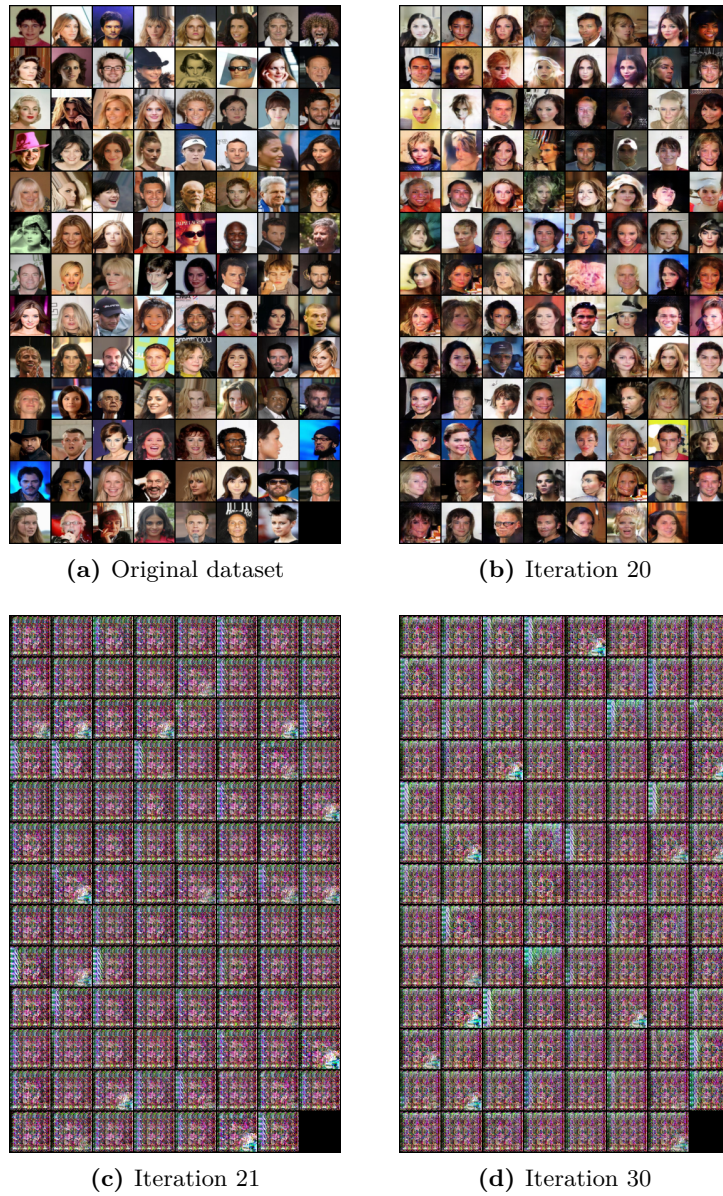 (a) Original dataset
(b) Iteration 20
(c) Iteration 21
(d) Iteration 30